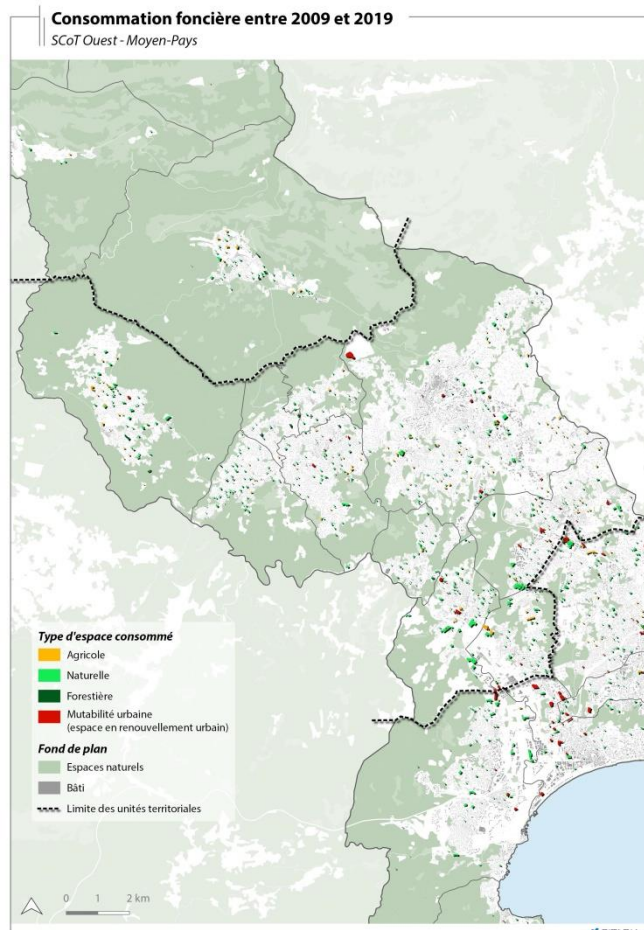 Consommation foncière entre 2009 et 2019
SCoT Ouest - Moyen-Pays
Type d'espace consommé
Agricole
Naturelle
Forestière
Mutabilité urbaine
(espace en renouvellement urbain)
Fond de plan
Espaces naturels
Bâti
Limite des unités territoriales
0 1 2 km